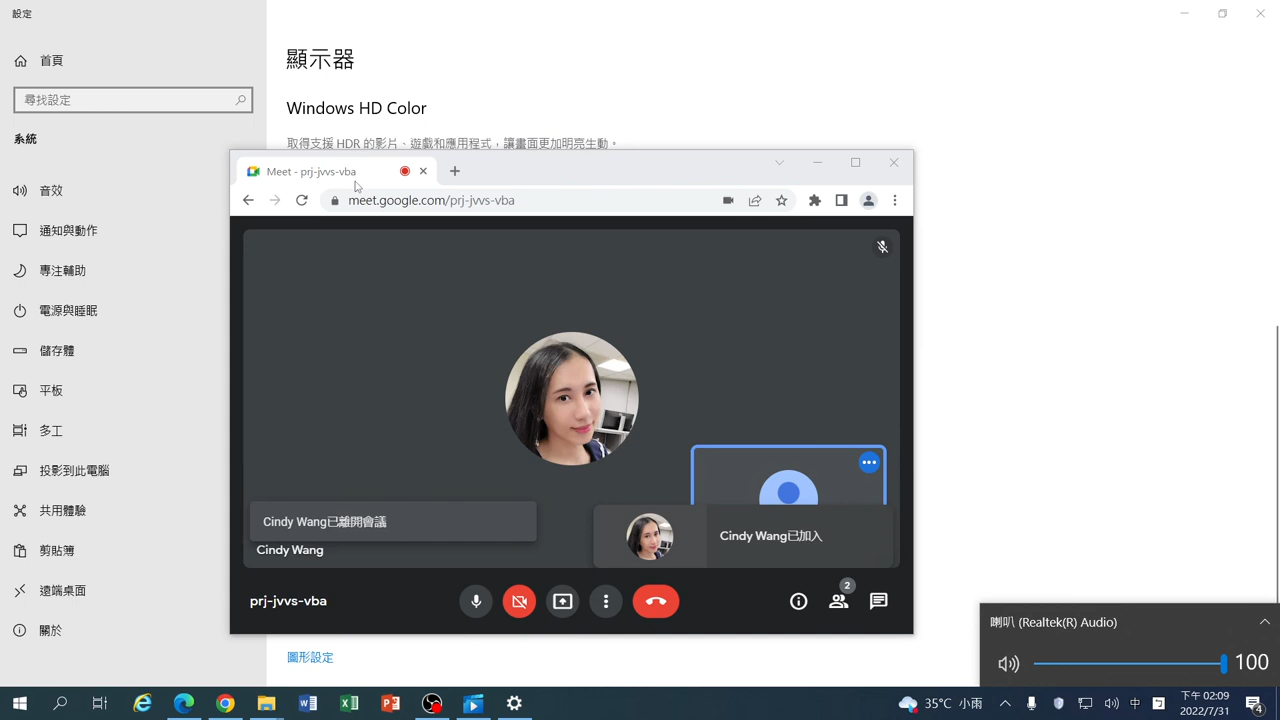 設定
首頁
尋找設定
系統
音效
通知與動作
專注輔助
電源與睡眠
儲存體
平板
多工
投影到此電腦
共用體驗
剪貼簿
遠端桌面
關於
顯示器
Windows HD Color
取得支援 HDR 的影片、遊戲和應用程式，讓畫面更加明亮生動。
Meet - prj-jvvs-vba
meet.google.com/prj-jvvs-vba
Cindy Wang已離開會議
Cindy Wang
Cindy Wang已加入
prj-jvvs-vba
2
圖形設定
喇叭 (Realtek(R) Audio)
100
35°C 小雨
中
下午 02:09
2022/7/31
4